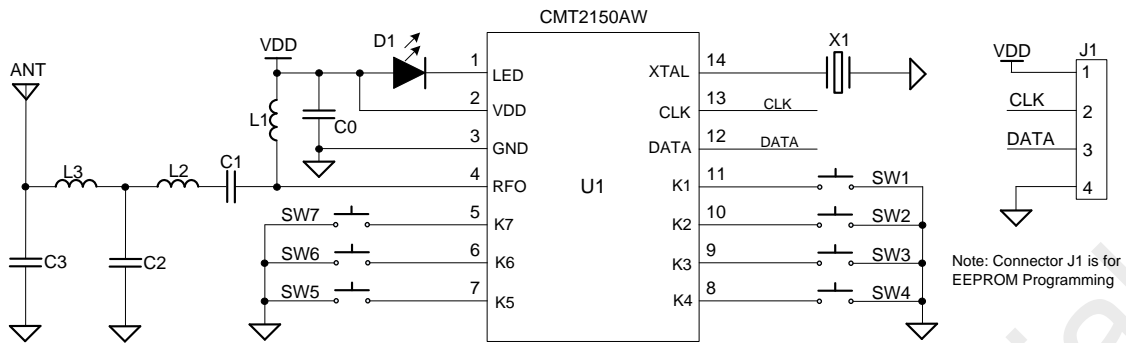 CMT2150AW
ANT
VDD
D1
L1
C0
L3
L2
C1
C3
C2
SW7
SW6
SW5
1 LED
2 VDD
3 GND
4 RFO
5 K7
6 K6
7 K5
U1
XTAL 14
CLK 13 CLK
DATA 12 DATA
K1 11 SW1
K2 10 SW2
K3 9 SW3
K4 8 SW4
X1
J1
VDD 1
CLK 2
DATA 3
4
Note: Connector J1 is for
EEPROM Programming